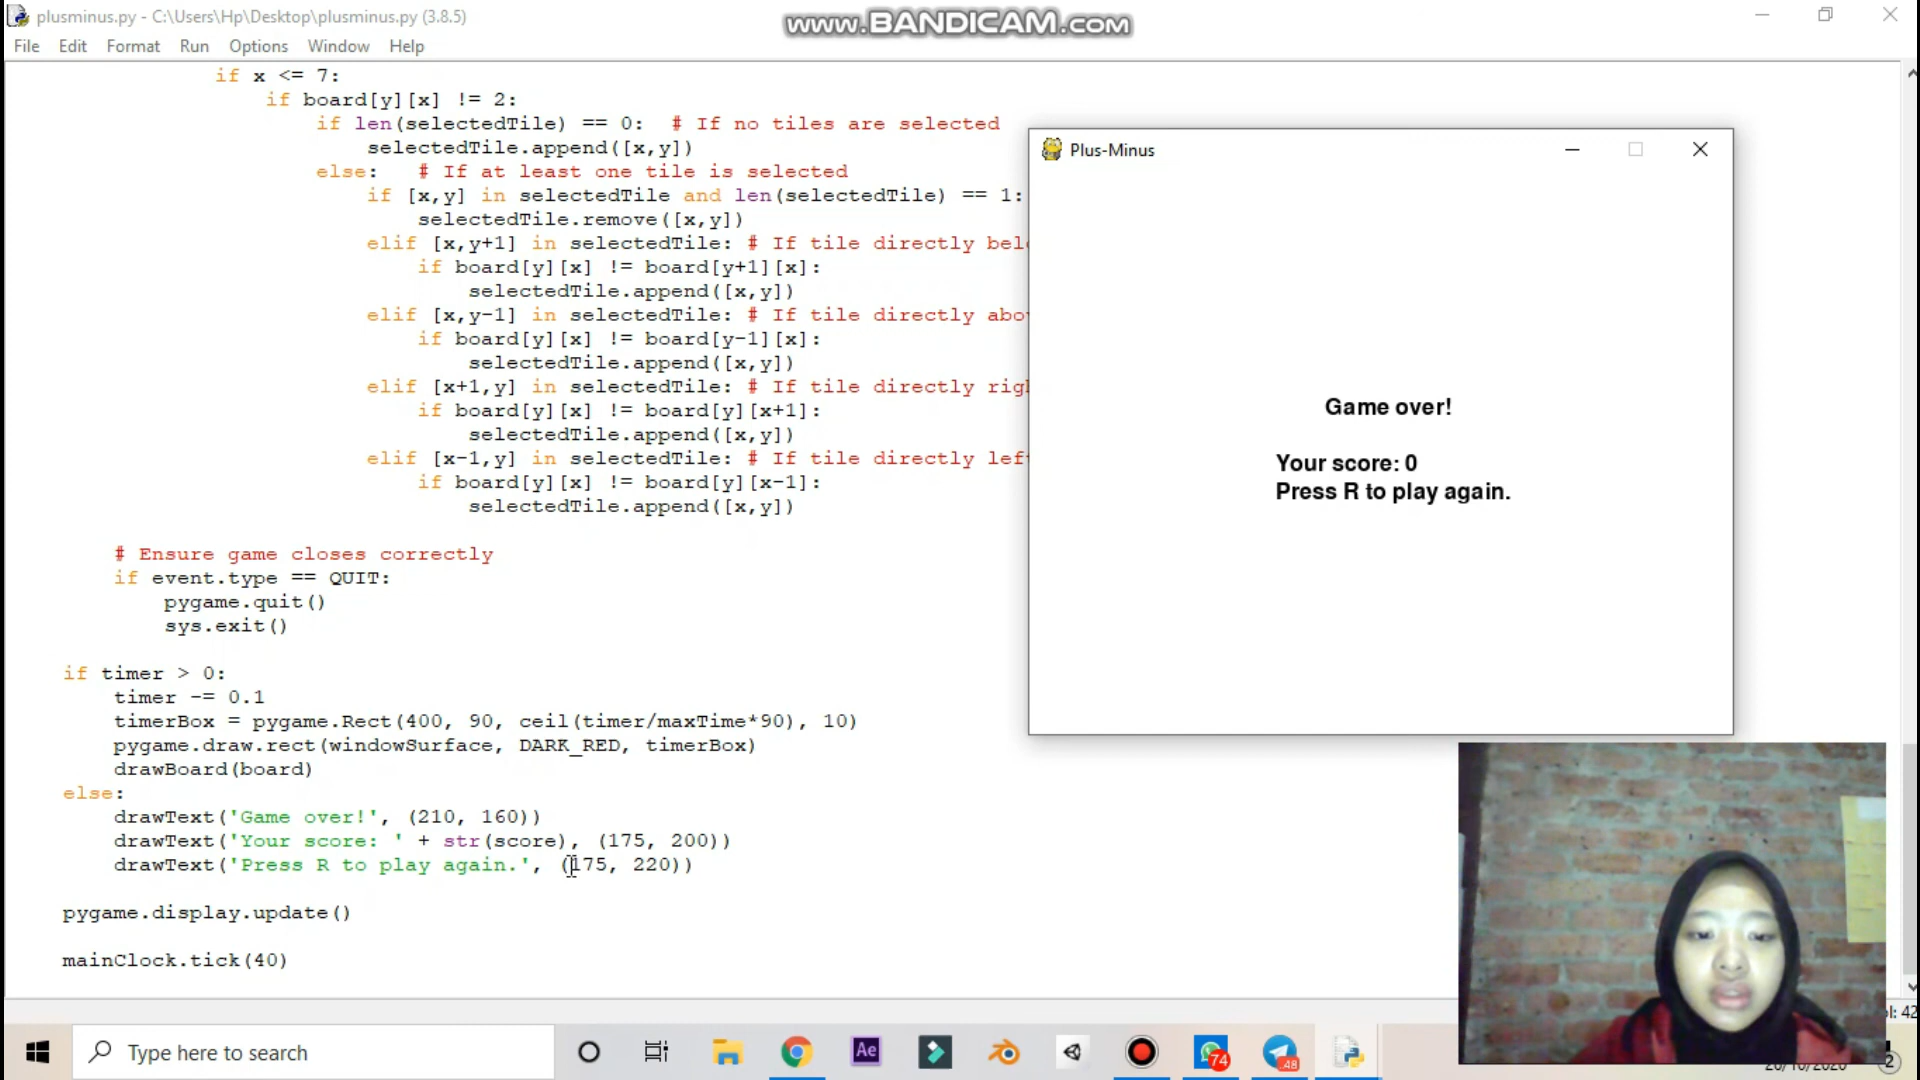 plusminus.py - C:\Users\Hp\Desktop\plusminus.py (3.8.5)
www.BANDICAM.com
File Edit Format Run Options Window Help
if x <= 7:
if board[y][x] != 2:
if len(selectedTile) == 0: # If no tiles are selected
selectedTile.append([x,y])
else: # If at least one tile is selected
if [x,y] in selectedTile and len(selectedTile) == 1:
selectedTile.remove([x,y])
elif [x,y+1] in selectedTile: # If tile directly
if board[y][x] != board[y+1][x]:
selectedTile.append([x,y])
elif [x,y-1] in selectedTile: # If tile directly
if board[y][x] != board[y-1][x]:
selectedTile.append([x,y])
elif [x+1,y] in selectedTile: # If tile directly
if board[y][x] != board[y][x+1]:
selectedTile.append([x,y])
elif [x-1,y] in selectedTile: # If tile directly left
if board[y][x] != board[y][x-1]:
selectedTile.append([x,y])
# Ensure game closes correctly
if event.type == QUIT:
pygame.quit()
sys.exit()
if timer > 0:
timer -= 0.1
timerBox = pygame.Rect(400, 90, ceil(timer/maxTime*90), 10)
pygame.draw.rect(windowSurface, DARK_RED, timerBox)
drawBoard(board)
else:
drawText('Game over!', (210, 160))
drawText('Your score: ' + str(score), (175, 200))
drawText('Press R to play again.', (175, 220))
pygame.display.update()
mainClock.tick(40)
Plus-Minus
Game over!
Your score: 0
Press R to play again.
Type here to search
Ae
74
48
2